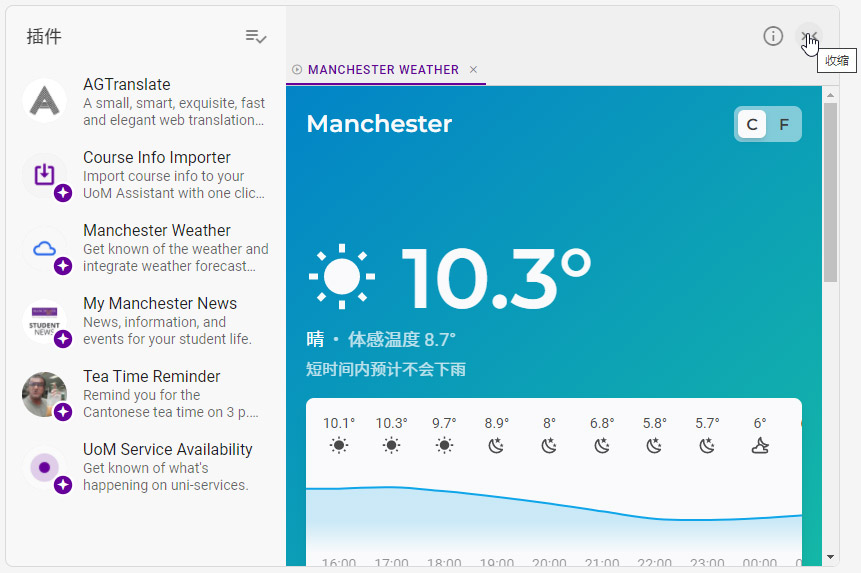 插件
AGTranslate
A small, smart, exquisite, fast
and elegant web translation...
Course Info Importer
Import course info to your
UoM Assistant with one clic...
Manchester Weather
Get known of the weather and
integrate weather forecast...
STUDENT
NEWS
My Manchester News
News, information, and
events for your student life.
Tea Time Reminder
Remind you for the
Cantonese tea time on 3 p....
UoM Service Availability
Get known of what's
happening on uni-services.
收缩
MANCHESTER WEATHER
Manchester
C F
10.3°
晴 · 体感温度 8.7°
短时间内预计不会下雨
10.1° 10.3° 9.7° 8.9° 8° 6.8° 5.8° 5.7° 6°
16:00 17:00 18:00 19:00 20:00 21:00 22:00 23:00 00:00